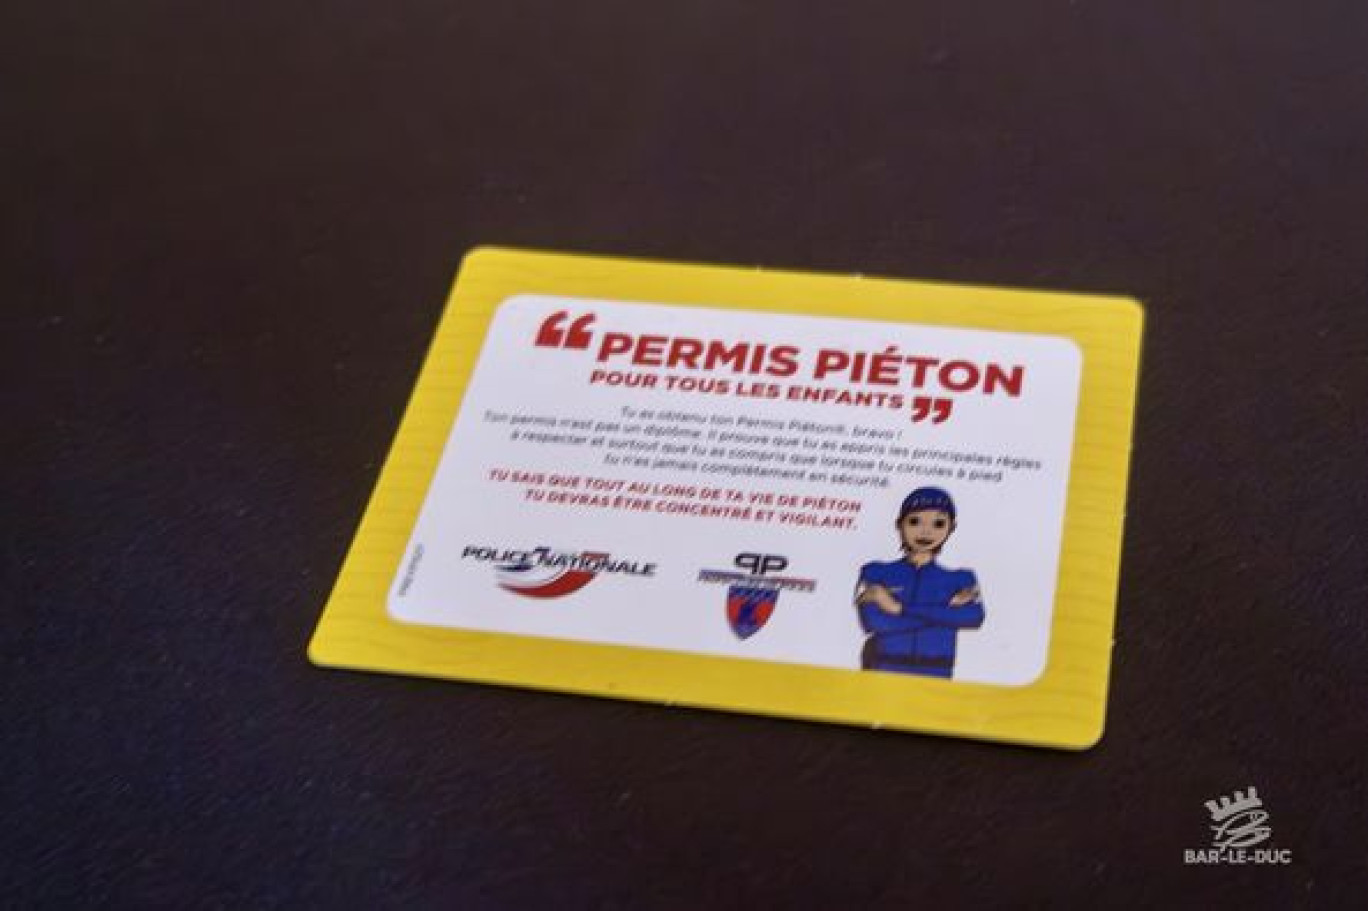 “ PERMIS PIÉTON
POUR TOUS LES ENFANTS ”
Tu as obtenu ton Permis Piéton®, bravo !
Ton permis n'est pas un diplôme. Il prouve que tu as appris les principales règles
à respecter et surtout que tu as compris que lorsque tu circules à pied
tu n'es jamais complètement en sécurité.
TU SAIS QUE TOUT AU LONG DE TA VIE DE PIÉTON
TU DEVRAS ÊTRE CONCENTRÉ ET VIGILANT.
POLICE NATIONALE
PP
BAR-LE-DUC